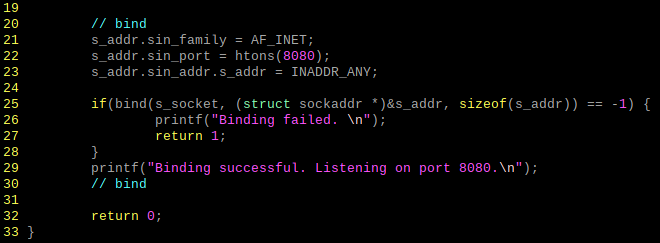 19
20 // bind
21 s_addr.sin_family = AF_INET;
22 s_addr.sin_port = htons(8080);
23 s_addr.sin_addr.s_addr = INADDR_ANY;
24
25 if(bind(s_socket, (struct sockaddr *)&s_addr, sizeof(s_addr)) == -1) {
26 printf("Binding failed. \n");
27 return 1;
28 }
29 printf("Binding successful. Listening on port 8080.\n");
30 // bind
31
32 return 0;
33 }